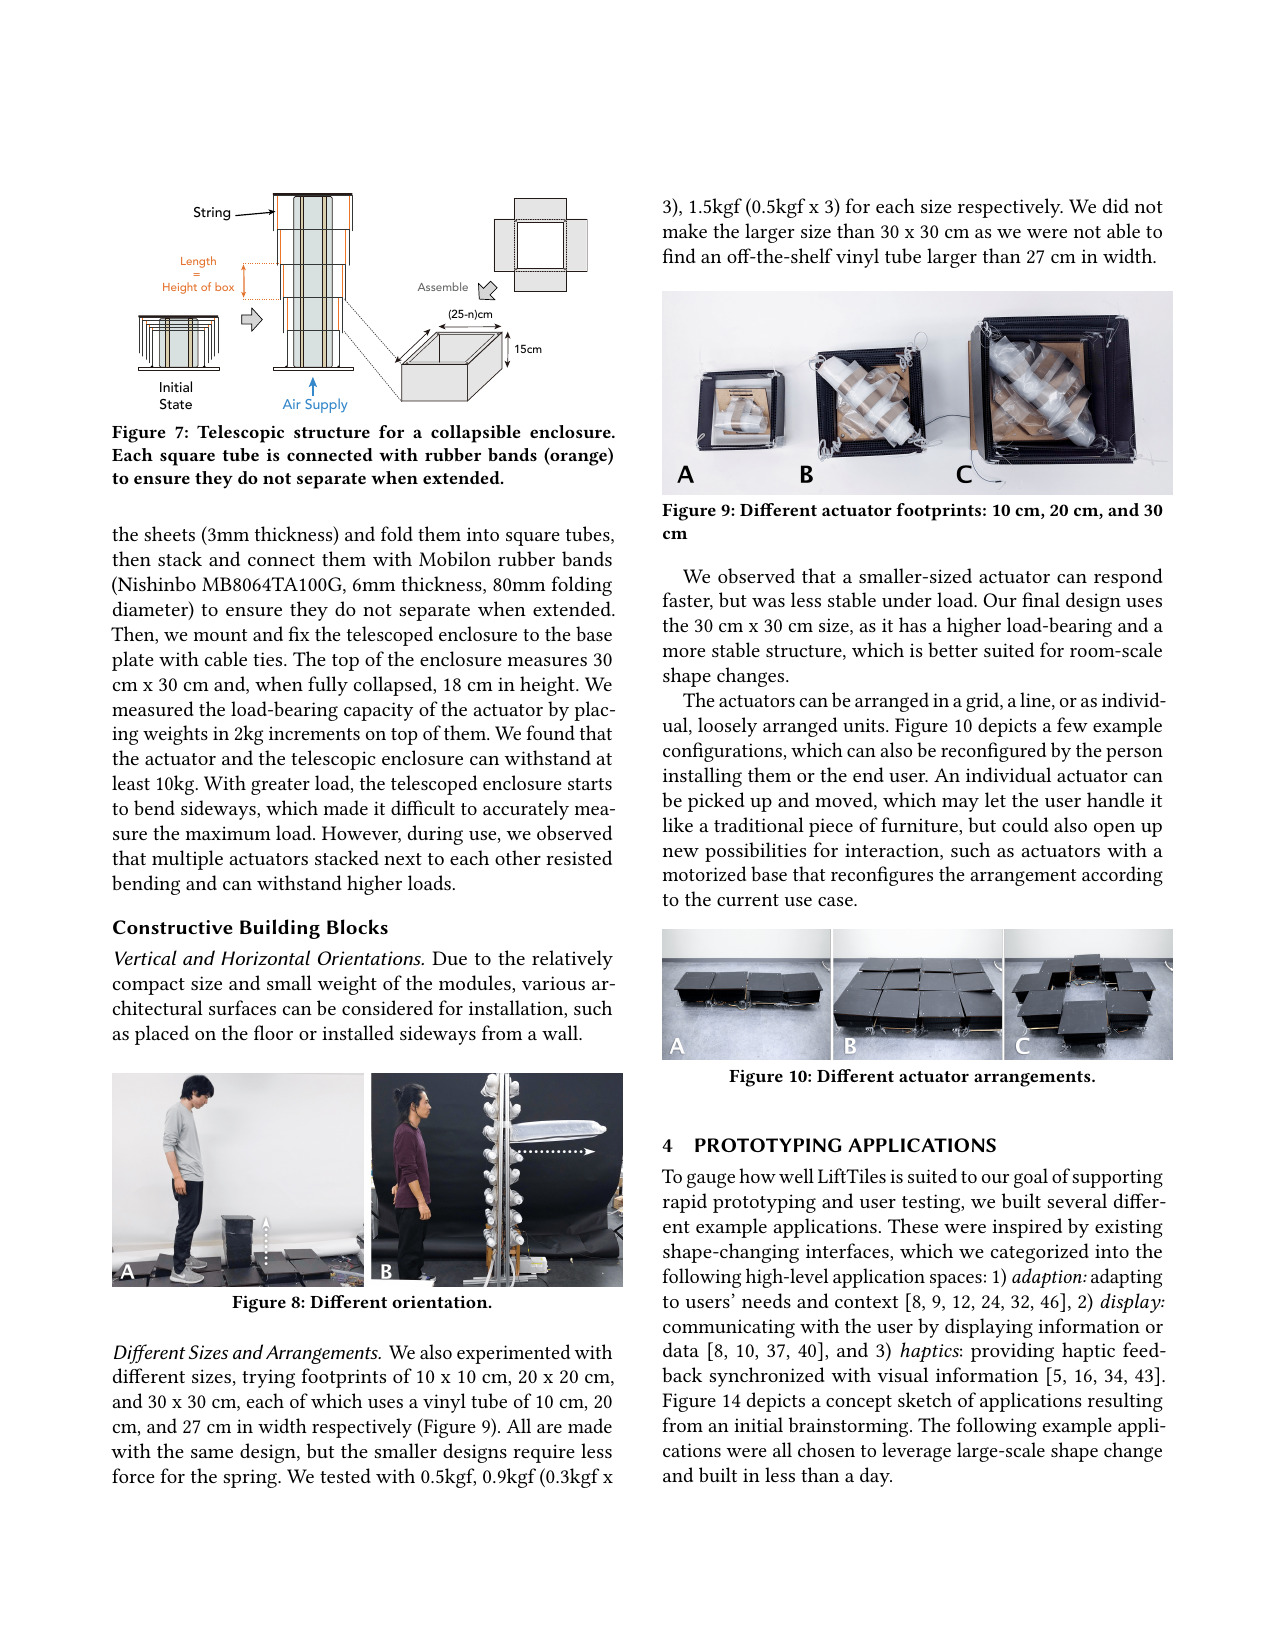 String
Length
=
Height of box
Assemble
(25-n)cm
15cm
Initial
State
Air Supply
Figure 7: Telescopic structure for a collapsible enclosure.
Each square tube is connected with rubber bands (orange)
to ensure they do not separate when extended.
the sheets (3mm thickness) and fold them into square tubes,
then stack and connect them with Mobilon rubber bands
(Nishinbo MB8064TA100G, 6mm thickness, 80mm folding
diameter) to ensure they do not separate when extended.
Then, we mount and fix the telescoped enclosure to the base
plate with cable ties. The top of the enclosure measures 30
cm x 30 cm and, when fully collapsed, 18 cm in height. We
measured the load-bearing capacity of the actuator by plac-
ing weights in 2kg increments on top of them. We found that
the actuator and the telescopic enclosure can withstand at
least 10kg. With greater load, the telescoped enclosure starts
to bend sideways, which made it difficult to accurately mea-
sure the maximum load. However, during use, we observed
that multiple actuators stacked next to each other resisted
bending and can withstand higher loads.
Constructive Building Blocks
Vertical and Horizontal Orientations. Due to the relatively
compact size and small weight of the modules, various ar-
chitectural surfaces can be considered for installation, such
as placed on the floor or installed sideways from a wall.
A
B
Figure 8: Different orientation.
Different Sizes and Arrangements. We also experimented with
different sizes, trying footprints of 10 x 10 cm, 20 x 20 cm,
and 30 x 30 cm, each of which uses a vinyl tube of 10 cm, 20
cm, and 27 cm in width respectively (Figure 9). All are made
with the same design, but the smaller designs require less
force for the spring. We tested with 0.5kgf, 0.9kgf (0.3kgf x
3), 1.5kgf (0.5kgf x 3) for each size respectively. We did not
make the larger size than 30 x 30 cm as we were not able to
find an off-the-shelf vinyl tube larger than 27 cm in width.
A
B
C
Figure 9: Different actuator footprints: 10 cm, 20 cm, and 30
cm
We observed that a smaller-sized actuator can respond
faster, but was less stable under load. Our final design uses
the 30 cm x 30 cm size, as it has a higher load-bearing and a
more stable structure, which is better suited for room-scale
shape changes.
The actuators can be arranged in a grid, a line, or as individ-
ual, loosely arranged units. Figure 10 depicts a few example
configurations, which can also be reconfigured by the person
installing them or the end user. An individual actuator can
be picked up and moved, which may let the user handle it
like a traditional piece of furniture, but could also open up
new possibilities for interaction, such as actuators with a
motorized base that reconfigures the arrangement according
to the current use case.
A
B
C
Figure 10: Different actuator arrangements.
4 PROTOTYPING APPLICATIONS
To gauge how well LiftTiles is suited to our goal of supporting
rapid prototyping and user testing, we built several differ-
ent example applications. These were inspired by existing
shape-changing interfaces, which we categorized into the
following high-level application spaces: 1) adaption: adapting
to users' needs and context [8, 9, 12, 24, 32, 46], 2) display:
communicating with the user by displaying information or
data [8, 10, 37, 40], and 3) haptics: providing haptic feed-
back synchronized with visual information [5, 16, 34, 43].
Figure 14 depicts a concept sketch of applications resulting
from an initial brainstorming. The following example appli-
cations were all chosen to leverage large-scale shape change
and built in less than a day.